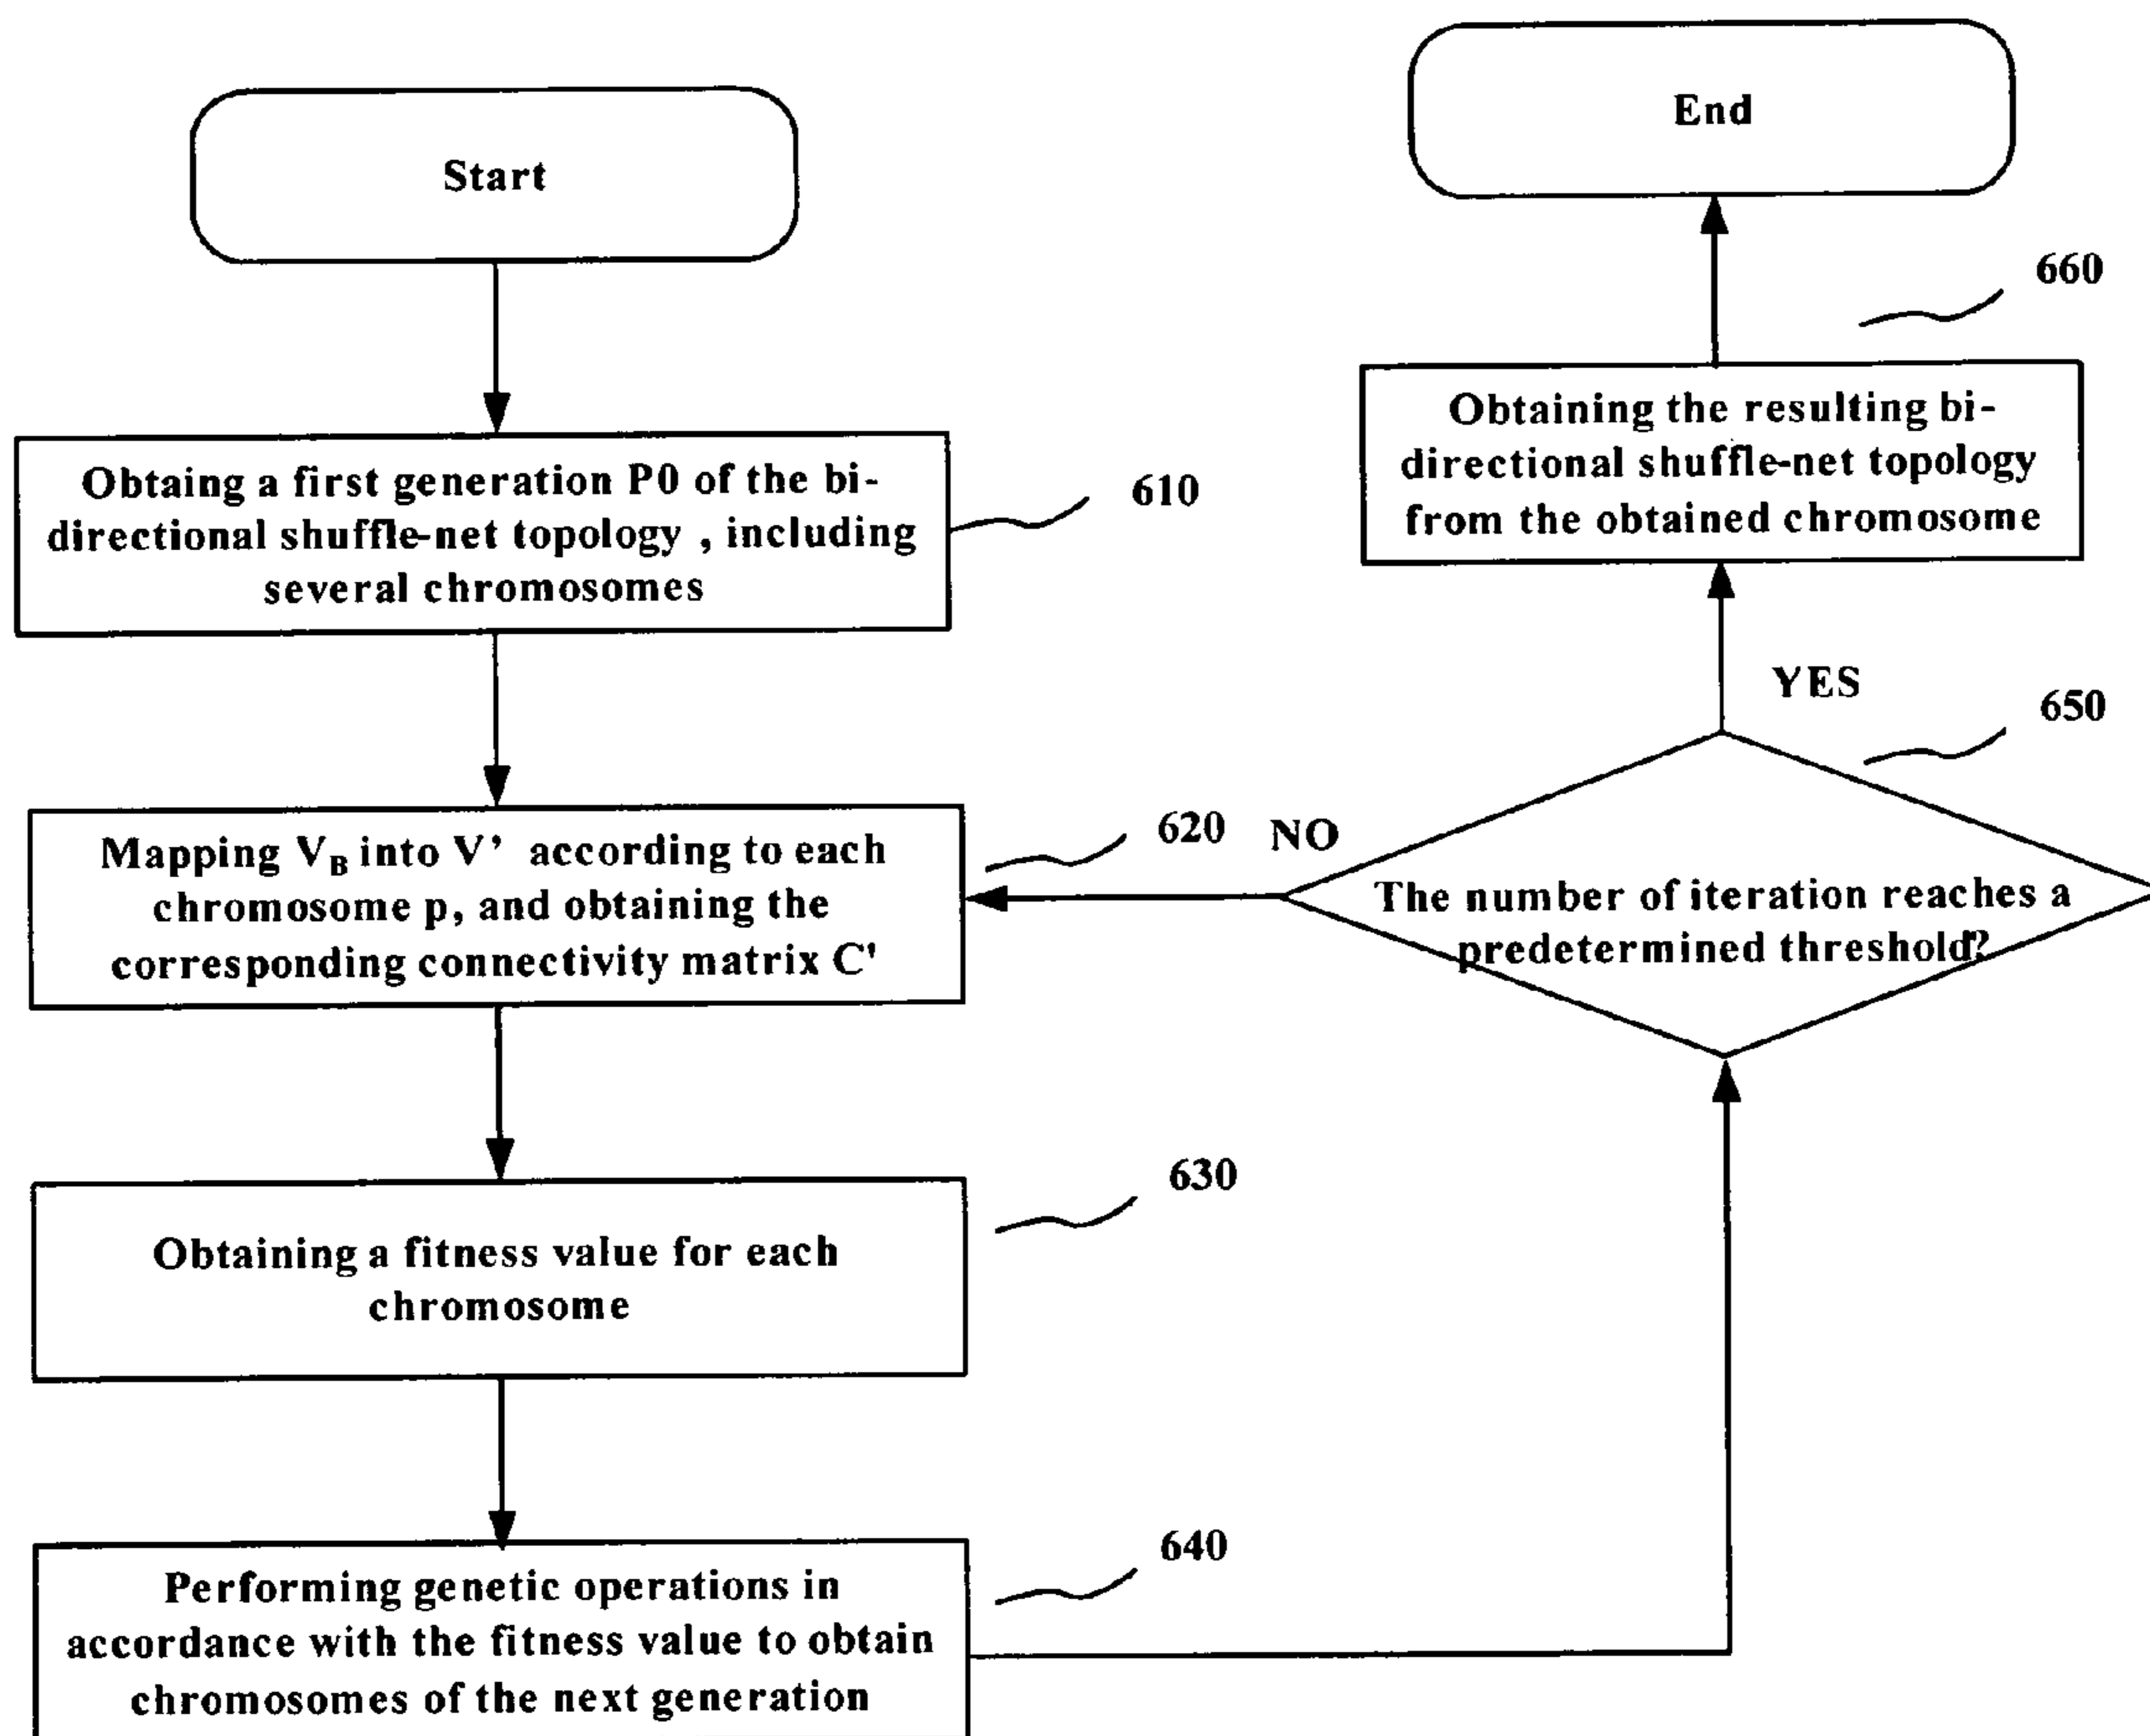 Start
Obtaing a first generation P0 of the bi-
directional shuffle-net topology , including
several chromosomes
610
Mapping VB into V' according to each
chromosome p, and obtaining the
corresponding connectivity matrix C'
620
Obtaining a fitness value for each
chromosome
630
Performing genetic operations in
accordance with the fitness value to obtain
chromosomes of the next generation
640
The number of iteration reaches a
predetermined threshold?
650
NO
YES
Obtaining the resulting bi-
directional shuffle-net topology
from the obtained chromosome
660
End